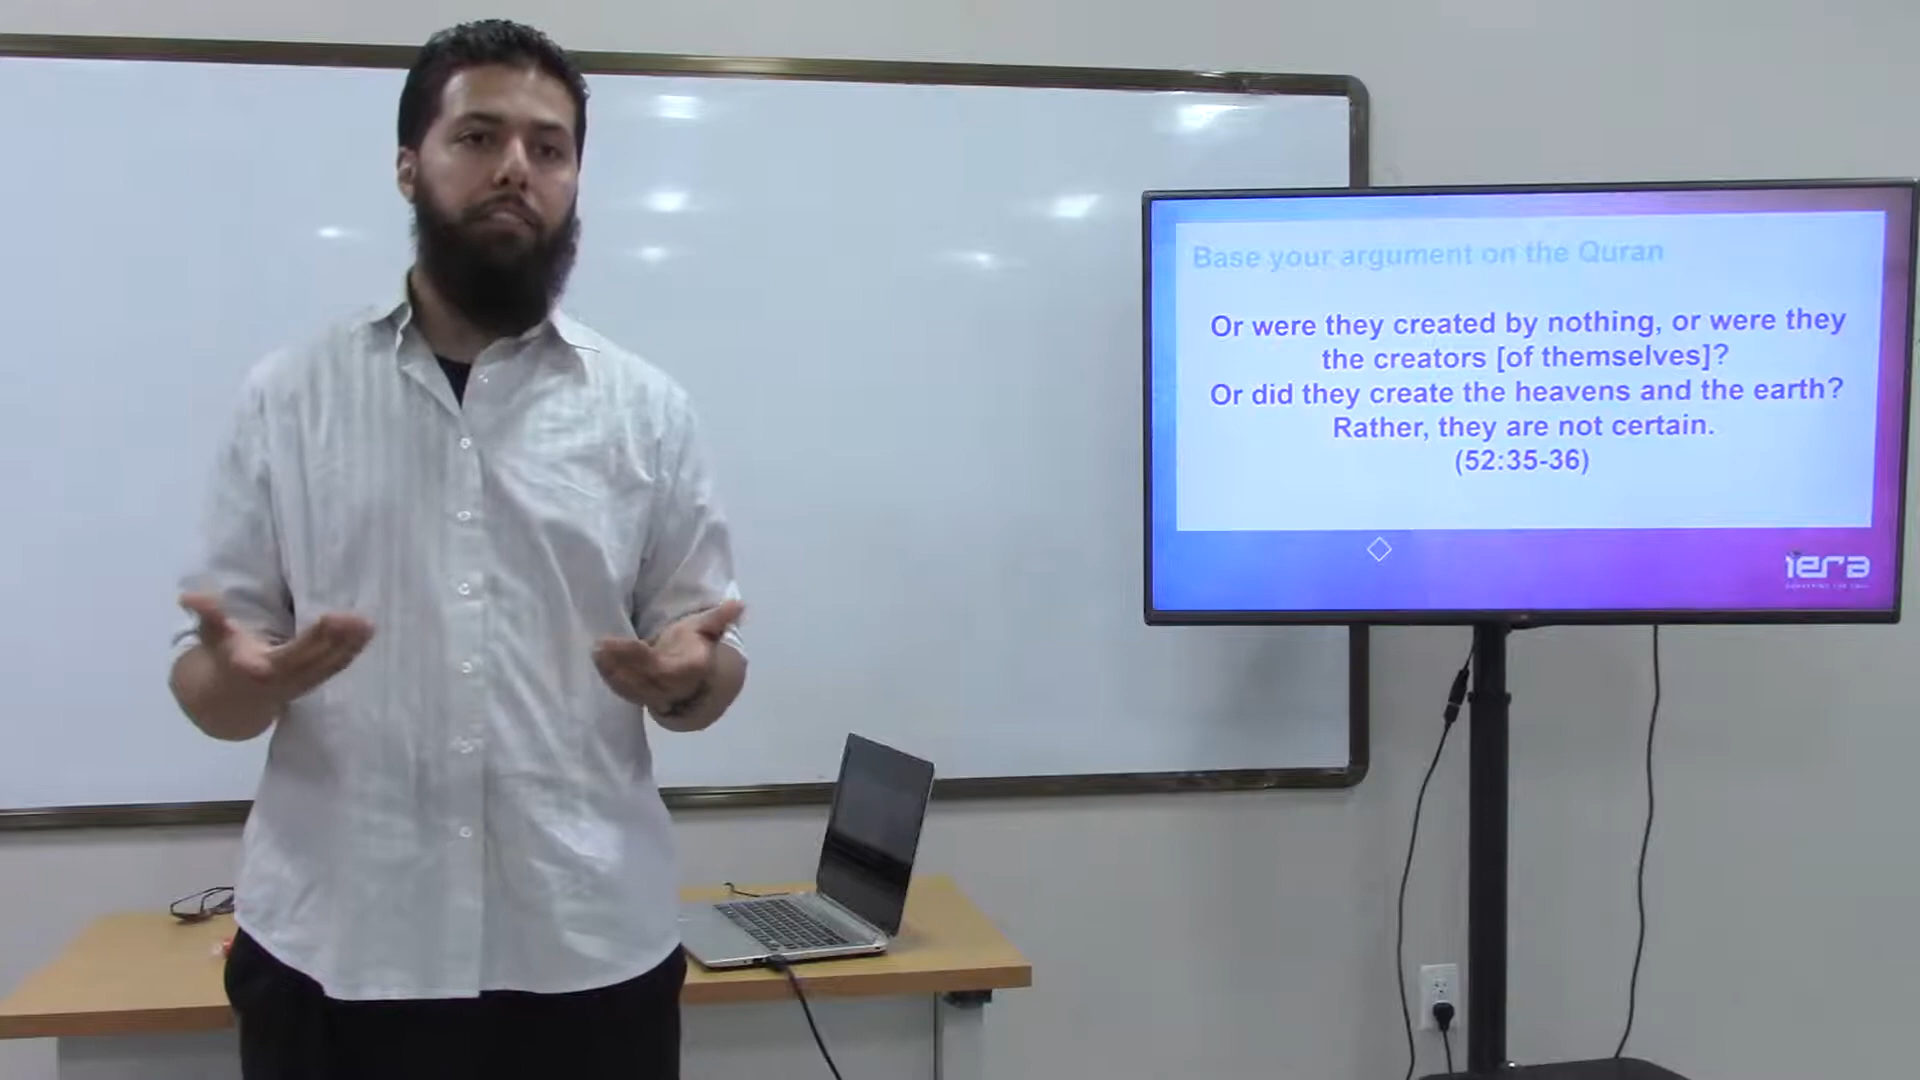 Base your argument on the Quran
Or were they created by nothing, or were they
the creators [of themselves]?
Or did they create the heavens and the earth?
Rather, they are not certain.
(52:35-36)
iera